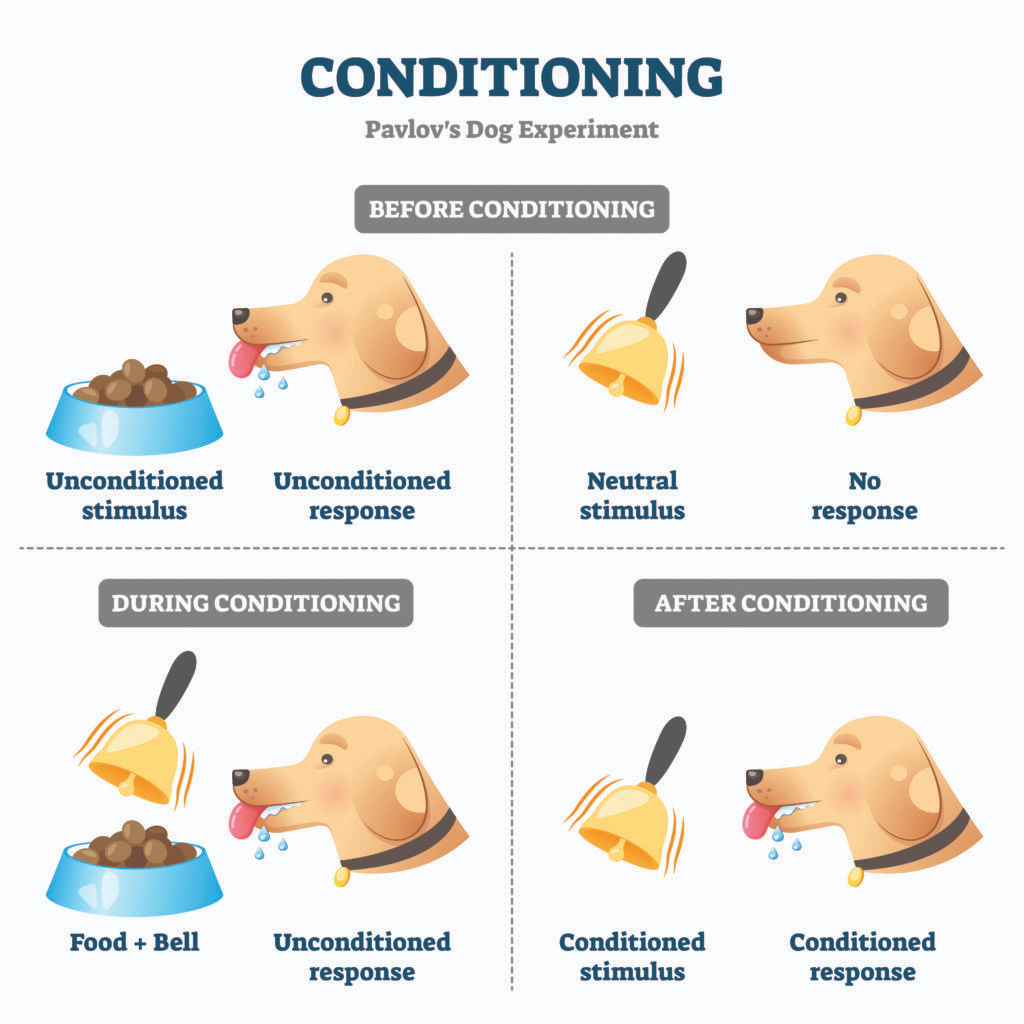 CONDITIONING
Pavlov's Dog Experiment
BEFORE CONDITIONING
Unconditioned
stimulus
Unconditioned
response
Neutral
stimulus
No
response
DURING CONDITIONING
Food + Bell
Unconditioned
response
AFTER CONDITIONING
Conditioned
stimulus
Conditioned
response